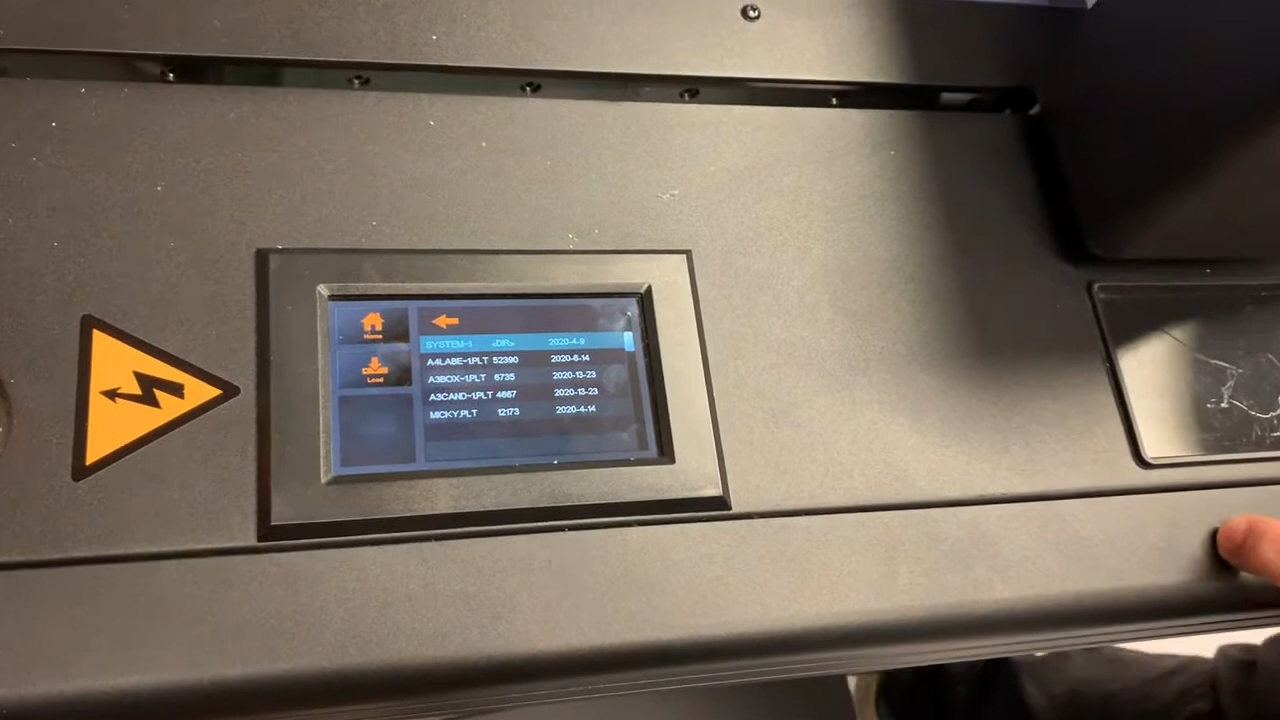 Home
Load
SYSTEM~1 <DIR> 2020-4-9
A4LABE~1.PLT 52390 2020-6-14
A3BOX~1.PLT 6735 2020-13-23
A3CAND~1.PLT 4667 2020-13-23
MICKY.PLT 12173 2020-4-14